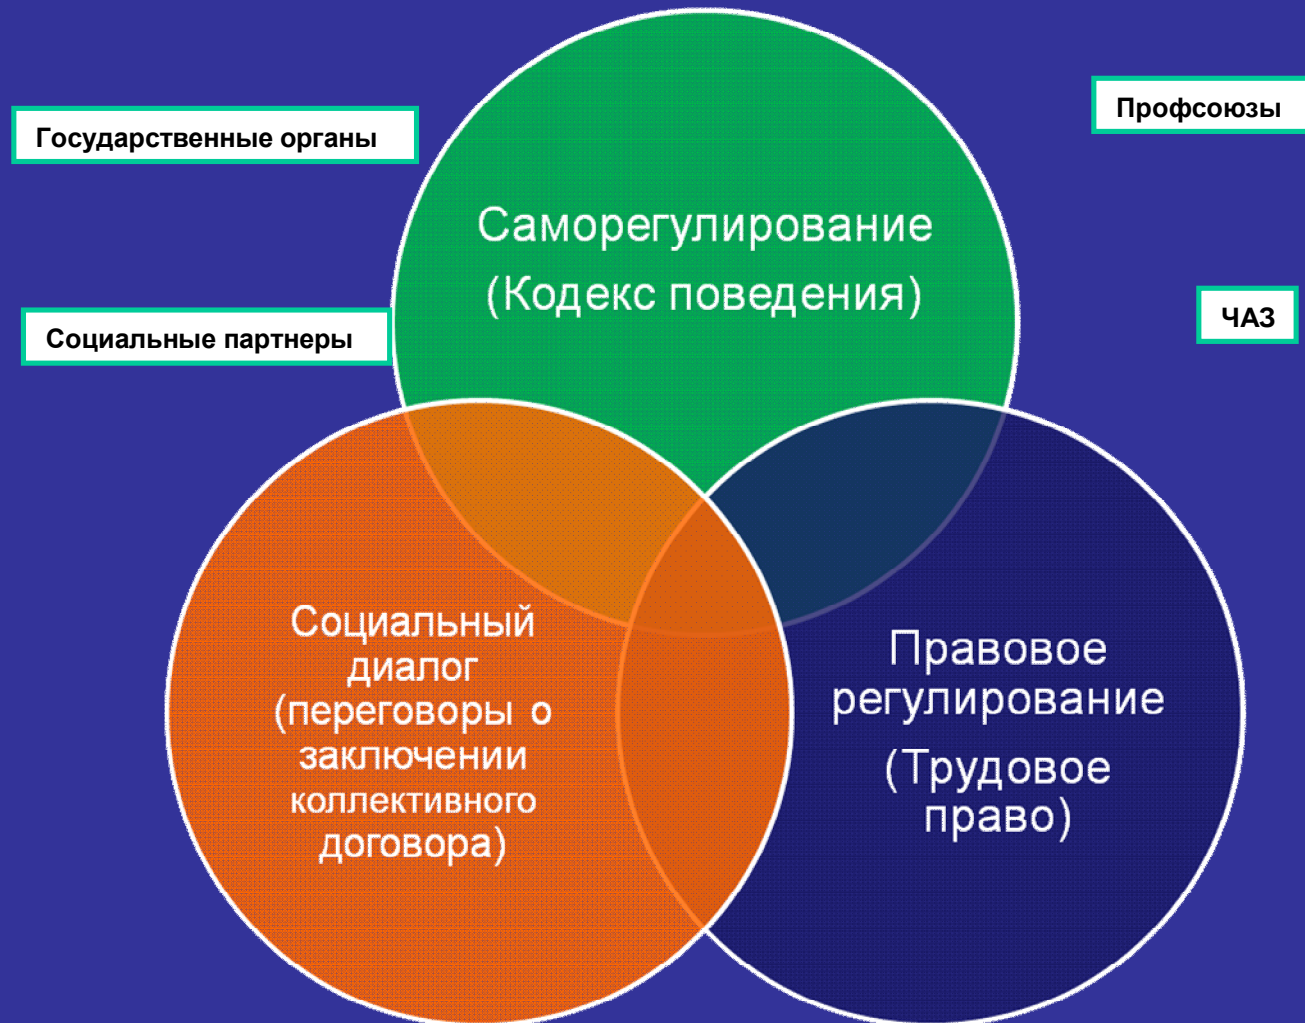 Государственные органы
Профсоюзы
Саморегулирование
(Кодекс поведения)
Социальные партнеры
ЧАЗ
Социальный
диалог
(переговоры о
заключении
коллективного
договора)
Правовое
регулирование
(Трудовое
право)